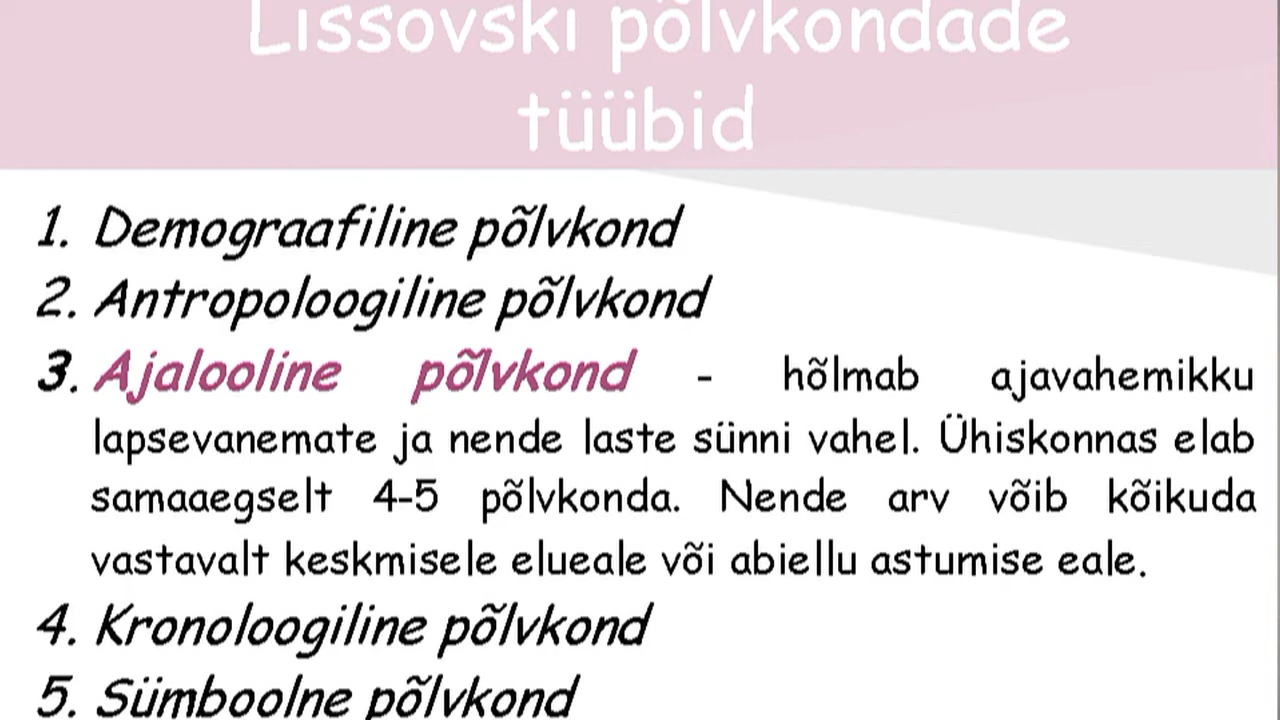 Lissovski põlvkondade
tüübid
1. Demograafiline põlvkond
2. Antropoloogiline põlvkond
3. Ajalooline põlvkond - hõlmab ajavahemikku
lapsevanemate ja nende laste sünni vahel. Ühiskonnas elab
samaaegselt 4-5 põlvkonda. Nende arv võib kõikuda
vastavalt keskmisele elueale või abiellu astumise eale.
4. Kronoloogiline põlvkond
5. Sümboolne põlvkond